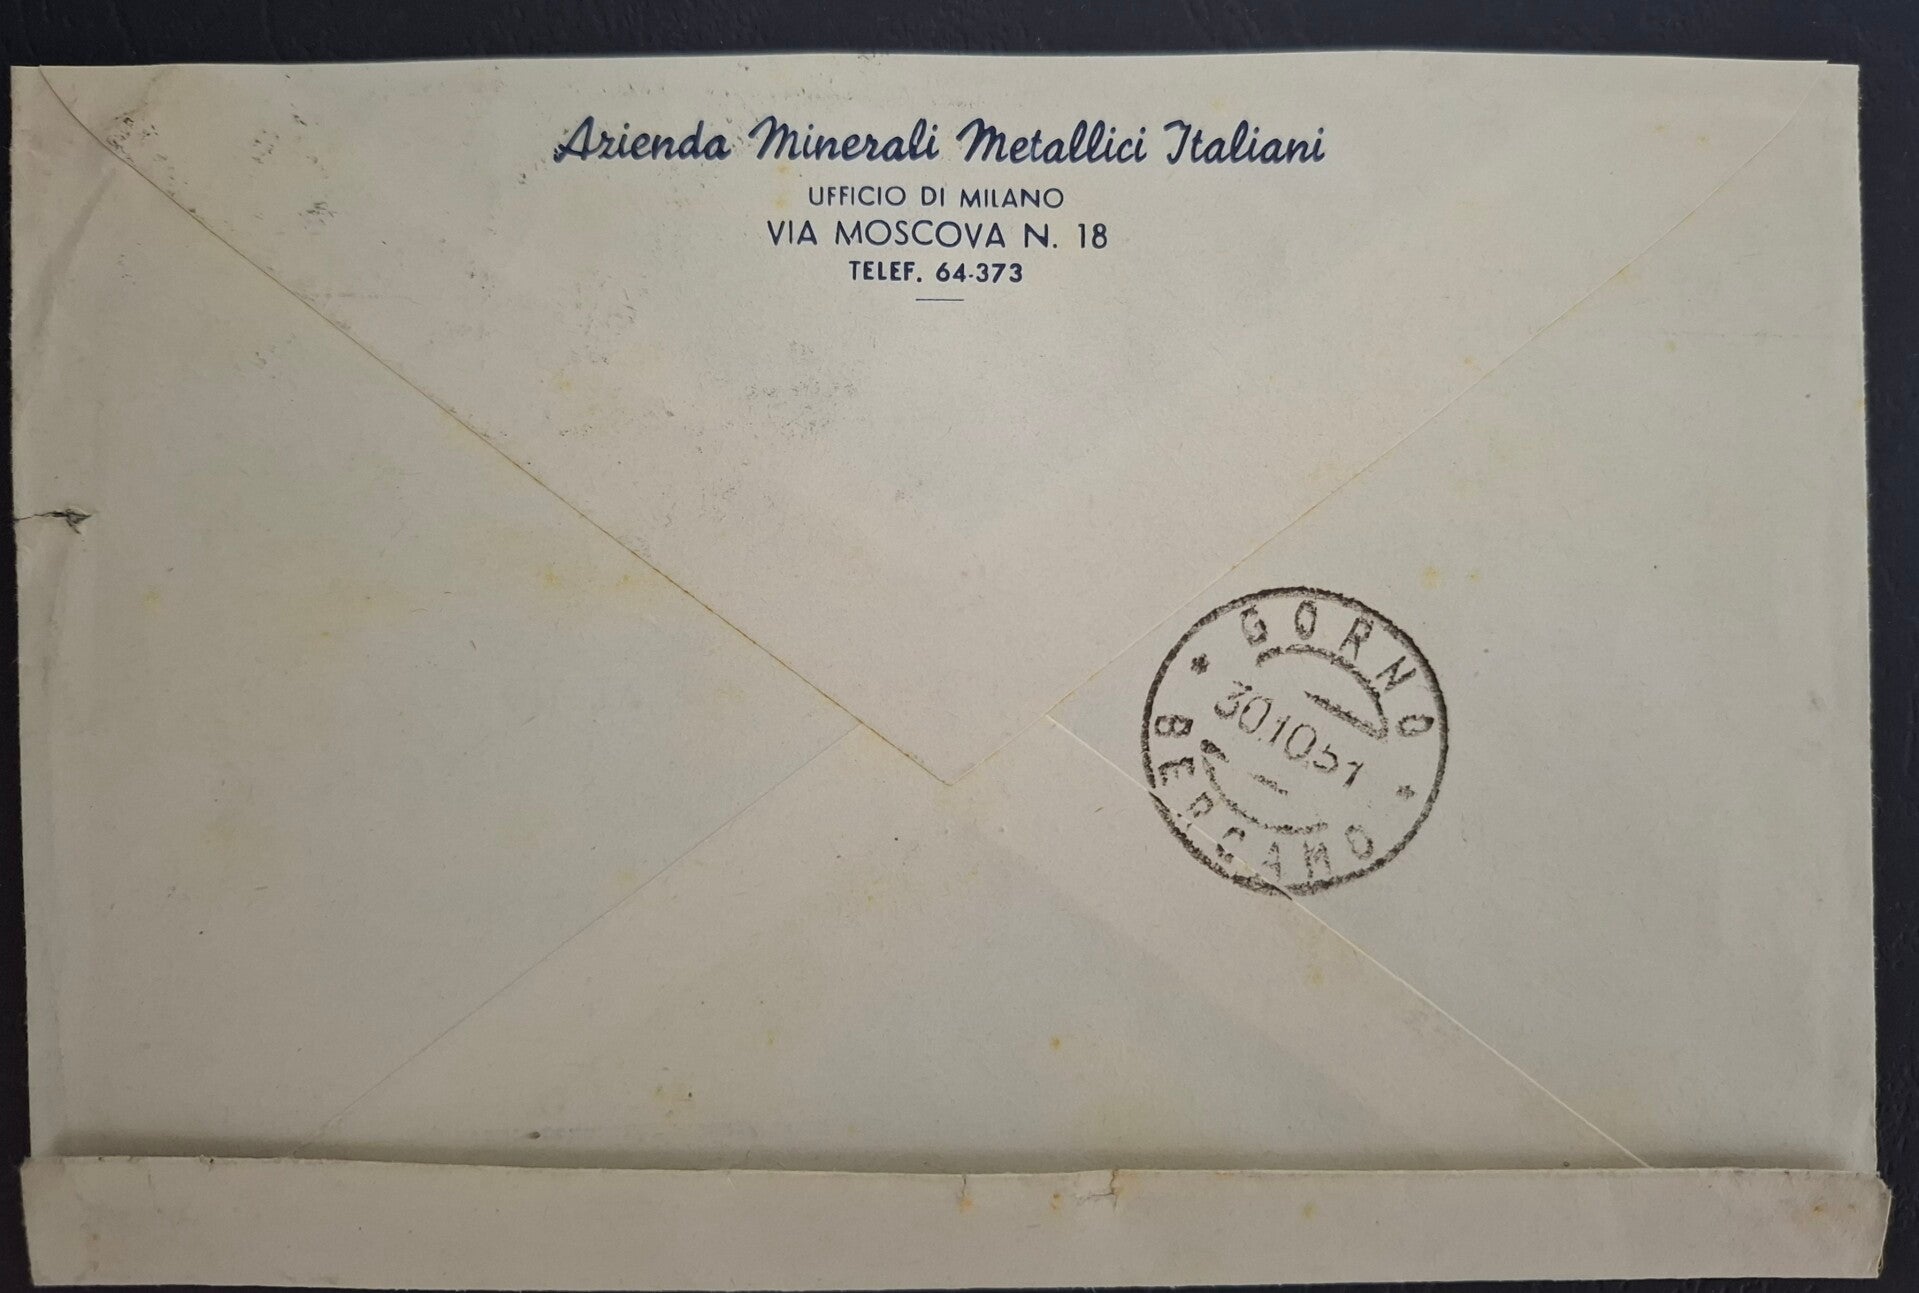 Azienda Minerali Metallici Italiani
UFFICIO DI MILANO
VIA MOSCOVA N. 18
TELEF. 64-373
* GORNO *
30.10.51
BERGAMO